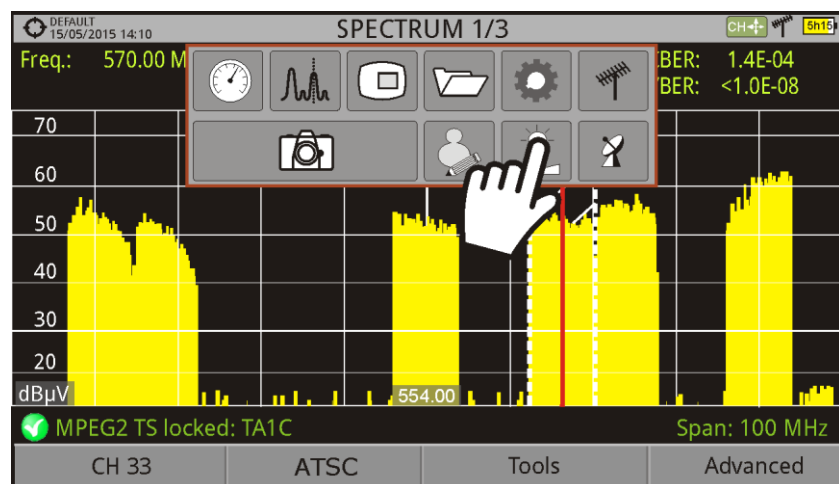 DEFAULT
15/05/2015 14:10
SPECTRUM 1/3
CH
5h15
Freq.: 570.00 M
BER: 1.4E-04
BER: <1.0E-08
70
60
50
40
30
20
dBµV
554.00
MPEG2 TS locked: TA1C
Span: 100 MHz
CH 33
ATSC
Tools
Advanced